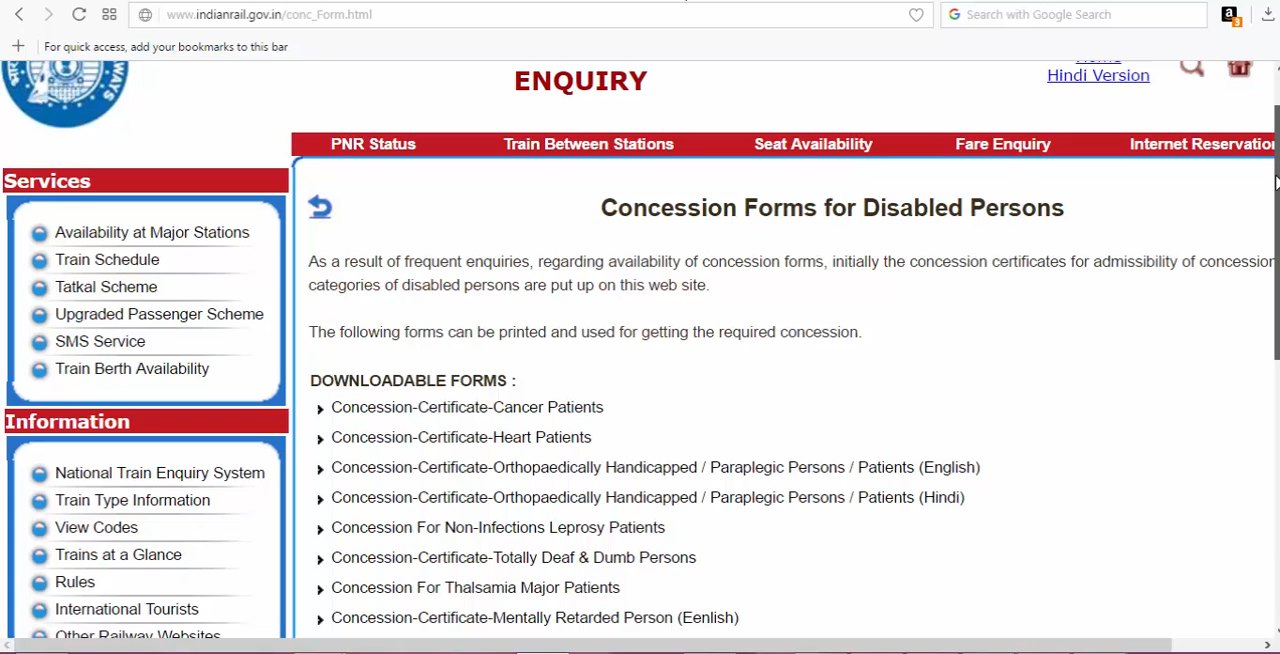 www.indianrail.gov.in/conc_Form.html
Search with Google Search
a
3
For quick access, add your bookmarks to this bar
ENQUIRY
Home
Hindi Version
PNR Status
Train Between Stations
Seat Availability
Fare Enquiry
Internet Reservation
Services
Availability at Major Stations
Train Schedule
Tatkal Scheme
Upgraded Passenger Scheme
SMS Service
Train Berth Availability
Information
National Train Enquiry System
Train Type Information
View Codes
Trains at a Glance
Rules
International Tourists
Other Railway Websites
Concession Forms for Disabled Persons
As a result of frequent enquiries, regarding availability of concession forms, initially the concession certificates for admissibility of concession
categories of disabled persons are put up on this web site.
The following forms can be printed and used for getting the required concession.
DOWNLOADABLE FORMS :
Concession-Certificate-Cancer Patients
Concession-Certificate-Heart Patients
Concession-Certificate-Orthopaedically Handicapped / Paraplegic Persons / Patients (English)
Concession-Certificate-Orthopaedically Handicapped / Paraplegic Persons / Patients (Hindi)
Concession For Non-Infections Leprosy Patients
Concession-Certificate-Totally Deaf & Dumb Persons
Concession For Thalsamia Major Patients
Concession-Certificate-Mentally Retarded Person (Eenlish)